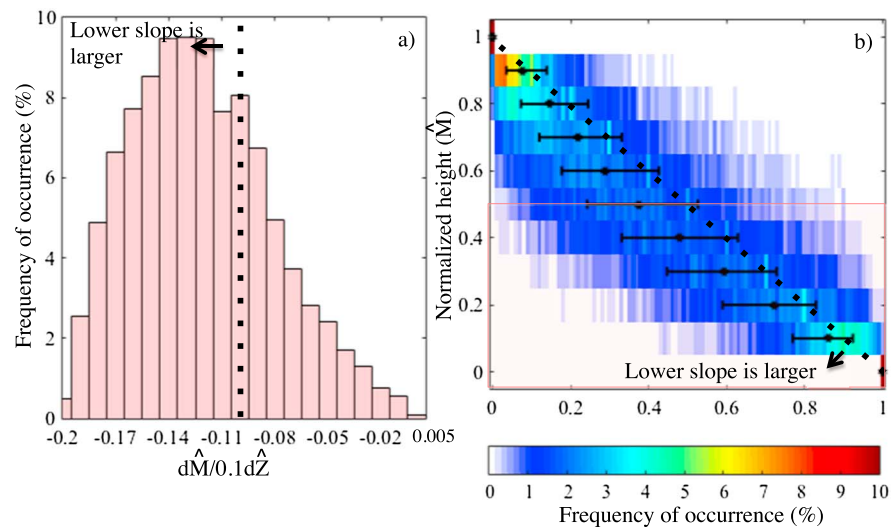 Lower slope is
larger
a)
10
8
6
4
2
0
Frequency of occurrence (%)
-0.2 -0.17 -0.14 -0.11 -0.08 -0.05 -0.02 0.005
dM̂/0.1dẐ
b)
1
0.8
0.6
0.4
0.2
0
Normalized height (M̂)
Lower slope is larger
0 0.2 0.4 0.6 0.8 1
0 1 2 3 4 5 6 7 8 9 10
Frequency of occurrence (%)